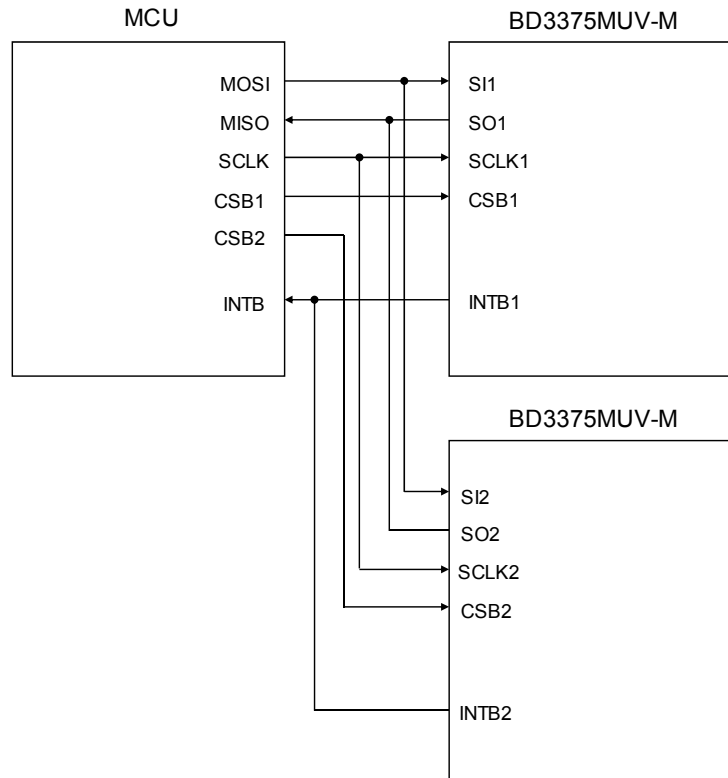 MCU
BD3375MUV-M
MOSI
SI1
MISO
SO1
SCLK
SCLK1
CSB1
CSB1
CSB2
INTB
INTB1
BD3375MUV-M
SI2
SO2
SCLK2
CSB2
INTB2